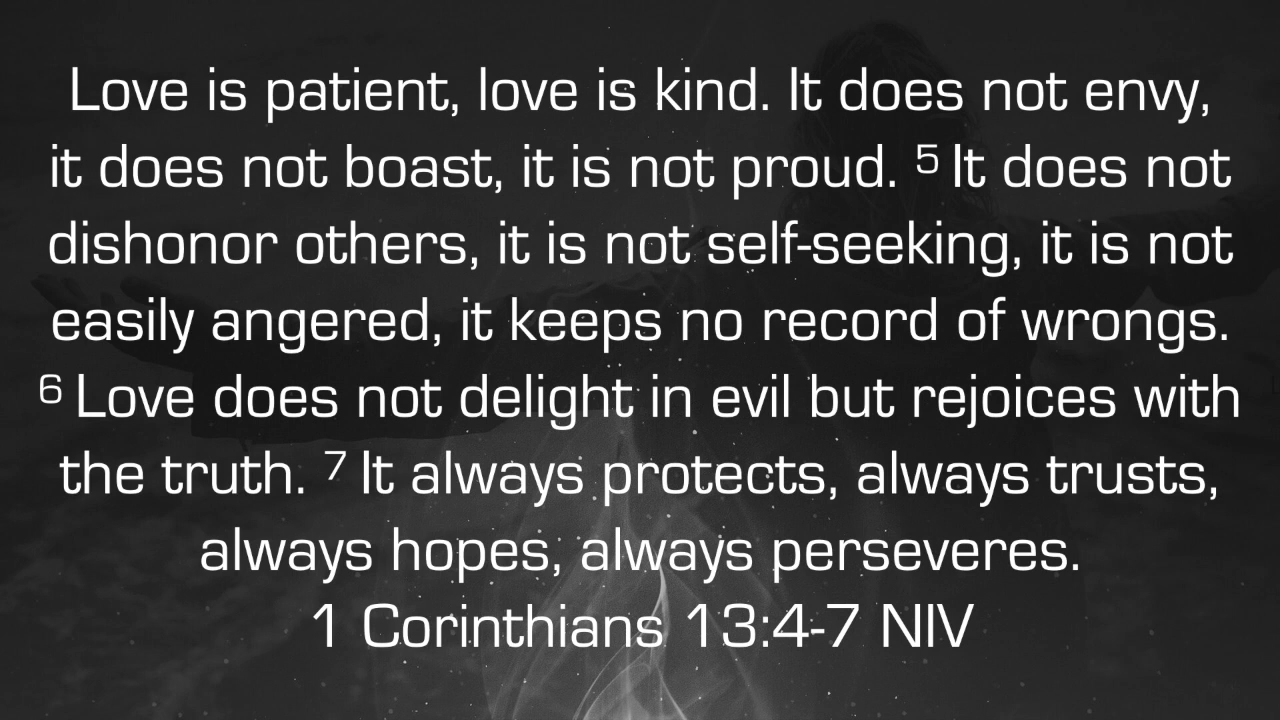 Love is patient, love is kind. It does not envy,
it does not boast, it is not proud. 5 It does not
dishonor others, it is not self-seeking, it is not
easily angered, it keeps no record of wrongs.
6 Love does not delight in evil but rejoices with
the truth. 7 It always protects, always trusts,
always hopes, always perseveres.
1 Corinthians 13:4-7 NIV